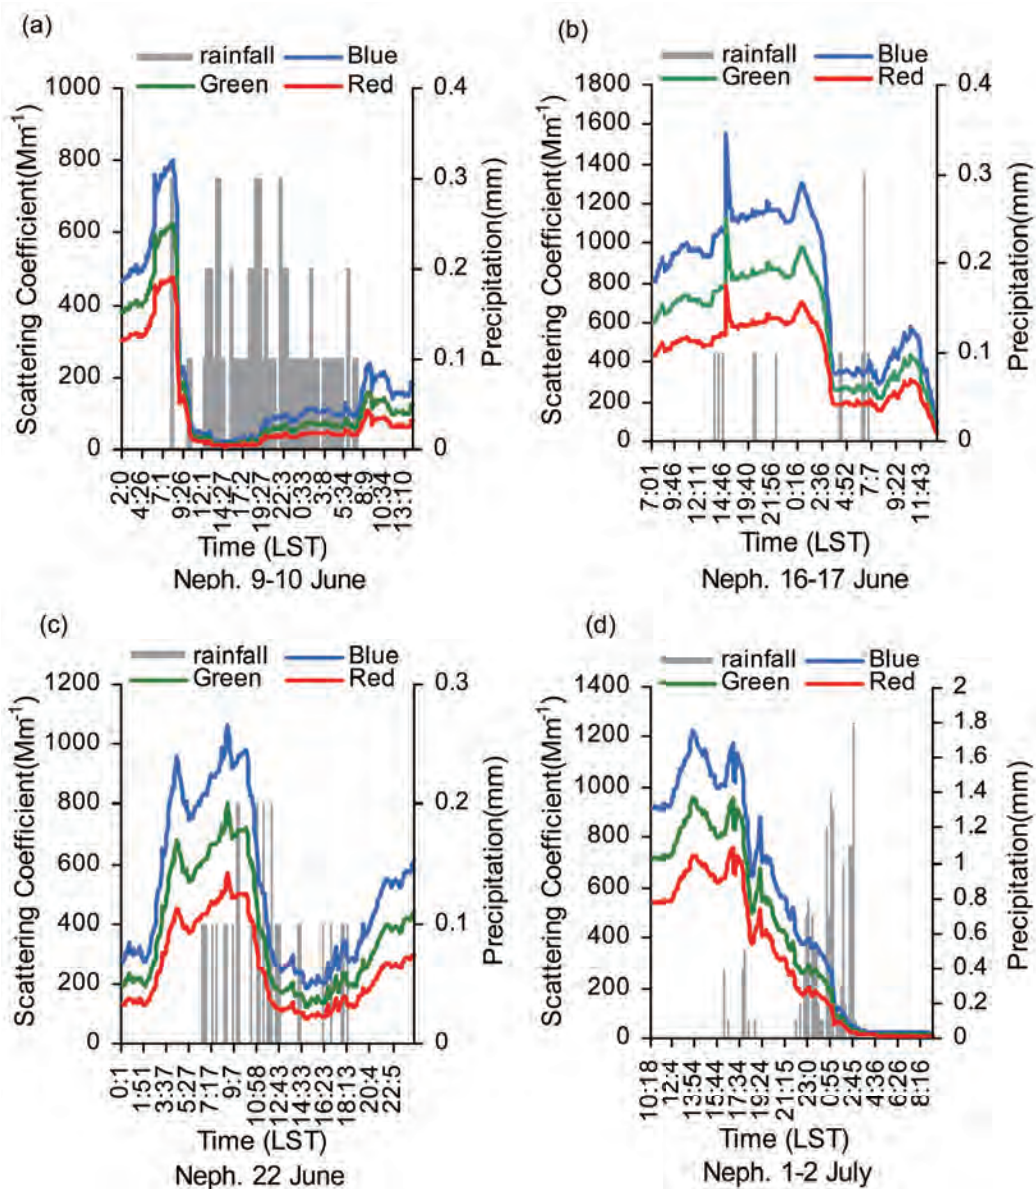 (a)
rainfall Blue
Green Red
1000
800
600
400
200
0
0.4
0.3
0.2
0.1
0
Scattering Coefficient(Mm-1)
Precipitation(mm)
2:0 4:26 7:1 9:26 12:1 14:27 17:2 19:27 22:3 0:33 3:8 5:34 8:9 10:34 13:10
Time (LST)
Neph. 9-10 June
(b)
rainfall Blue
Green Red
1800
1600
1400
1200
1000
800
600
400
200
0
0.4
0.3
0.2
0.1
0
Scattering Coefficient(Mm-1)
Precipitation(mm)
7:01 9:46 12:11 14:46 19:40 21:56 0:16 2:36 4:52 7:7 9:22 11:43
Time (LST)
Neph. 16-17 June
(c)
rainfall Blue
Green Red
1200
1000
800
600
400
200
0
0.3
0.2
0.1
0
Scattering Coefficient(Mm-1)
Precipitation(mm)
0:1 1:51 3:37 5:27 7:17 9:7 10:58 12:43 14:33 16:23 18:13 20:4 22:5
Time (LST)
Neph. 22 June
(d)
rainfall Blue
Green Red
1400
1200
1000
800
600
400
200
0
2
1.8
1.6
1.4
1.2
1
0.8
0.6
0.4
0.2
0
Scattering Coefficient(Mm-1)
Precipitation(mm)
10:18 12:4 13:54 15:44 17:34 19:24 21:15 23:0 0:55 2:45 4:36 6:26 8:16
Time (LST)
Neph. 1-2 July